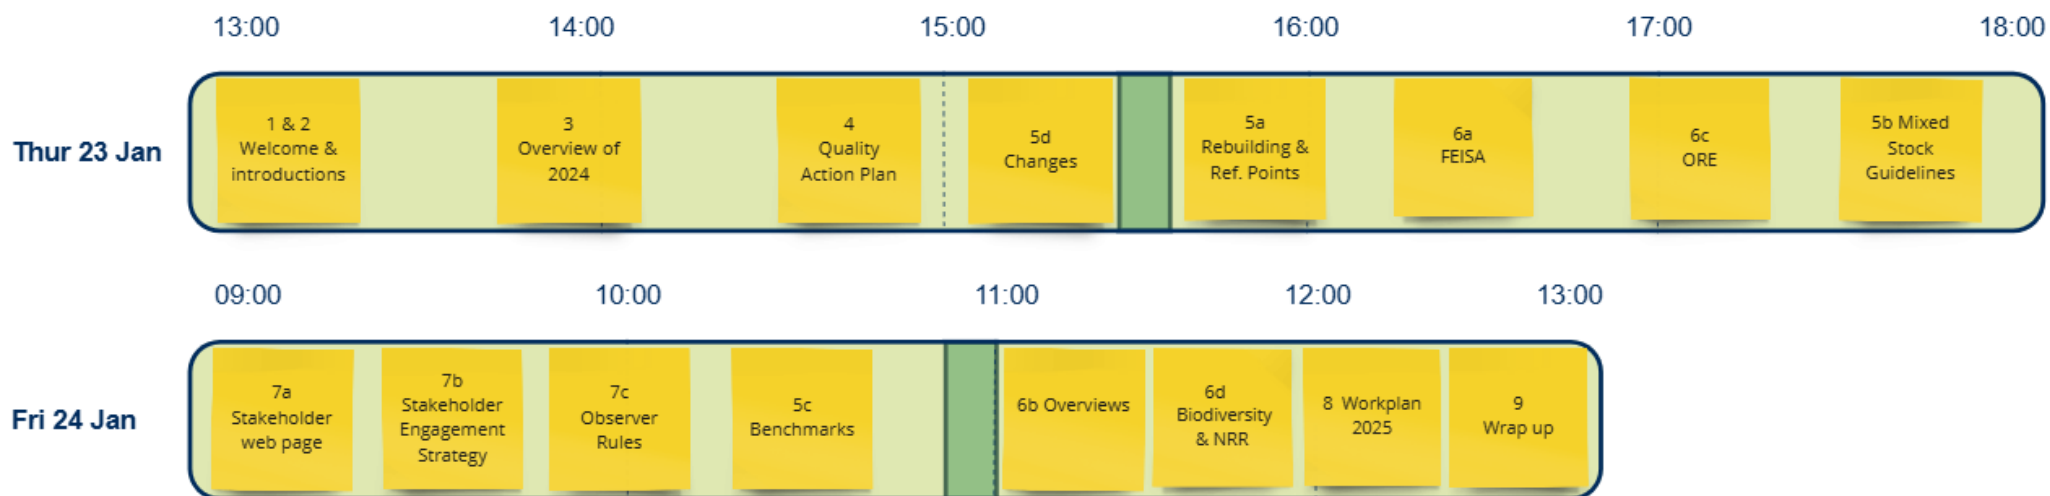 13:00 14:00 15:00 16:00 17:00 18:00
Thur 23 Jan
1 & 2
Welcome &
introductions
3
Overview of
2024
4
Quality
Action Plan
5d
Changes
5a
Rebuilding &
Ref. Points
6a
FEISA
6c
ORE
5b Mixed
Stock
Guidelines
09:00 10:00 11:00 12:00 13:00
Fri 24 Jan
7a
Stakeholder
web page
7b
Stakeholder
Engagement
Strategy
7c
Observer
Rules
5c
Benchmarks
6b Overviews
6d
Biodiversity
& NRR
8 Workplan
2025
9
Wrap up